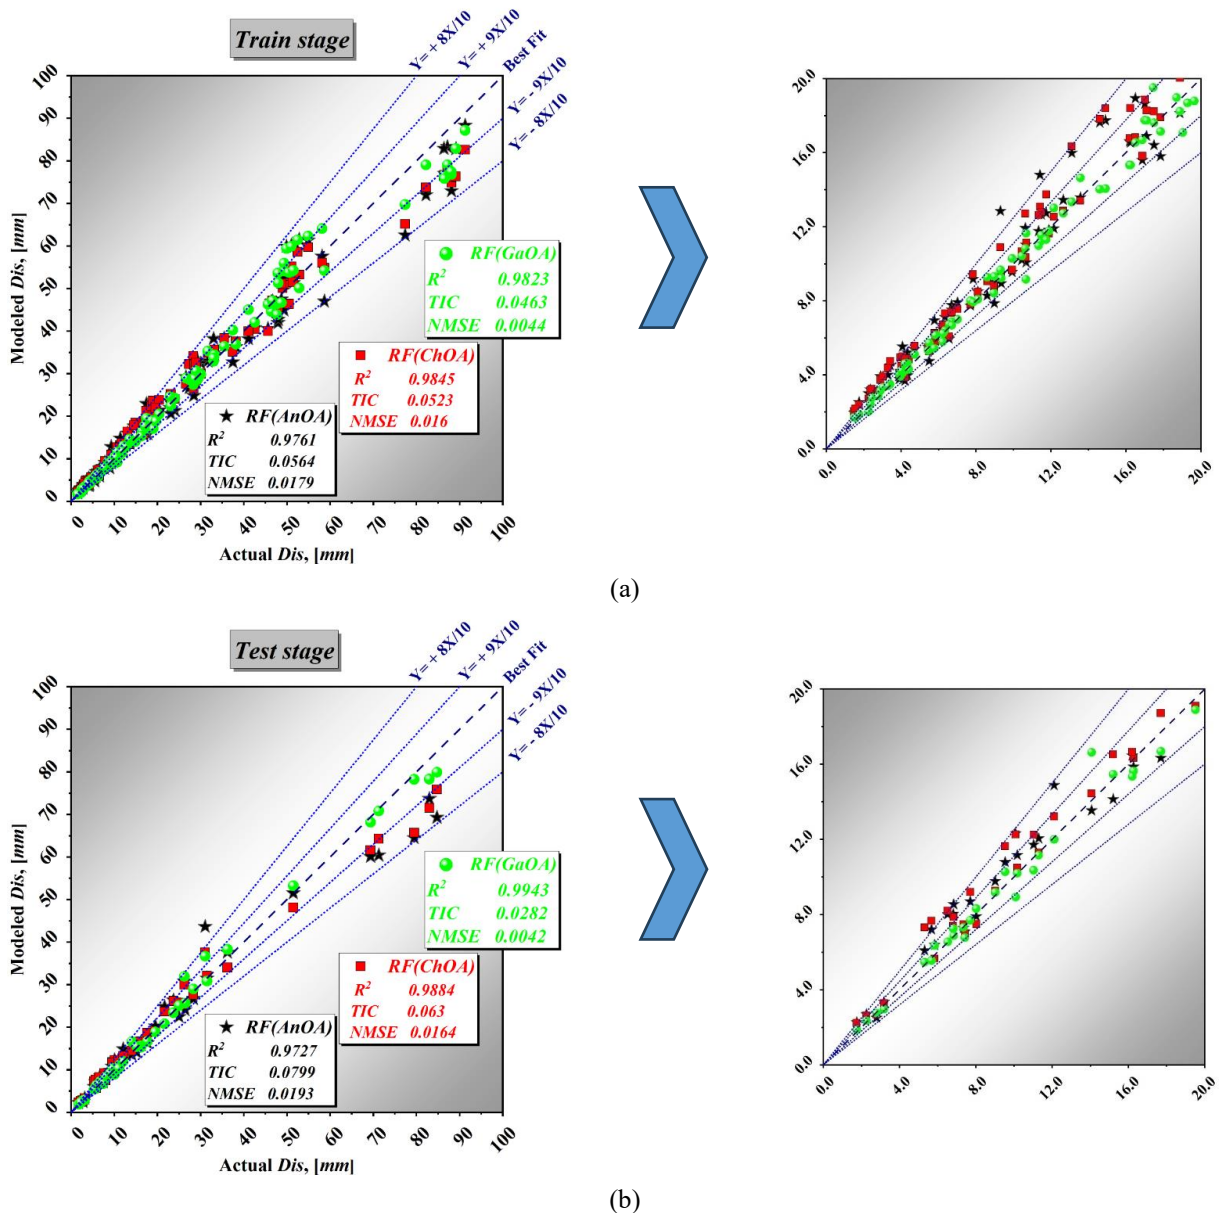 Train stage
Y= + 8X/10
Y= + 9X/10
Best Fit
Y= - 9X/10
Y= - 8X/10
Modeled Dis, [mm]
100
90
80
70
60
50
40
30
20
10
0
RF(GaOA)
R² 0.9823
TIC 0.0463
NMSE 0.0044
RF(ChOA)
R² 0.9845
TIC 0.0523
NMSE 0.016
RF(AnOA)
R² 0.9761
TIC 0.0564
NMSE 0.0179
0 10 20 30 40 50 60 70 80 90 100
Actual Dis, [mm]
20.0
16.0
12.0
8.0
4.0
0.0
0.0 4.0 8.0 12.0 16.0 20.0
(a)
Test stage
Y= + 8X/10
Y= + 9X/10
Best Fit
Y= - 9X/10
Y= - 8X/10
Modeled Dis, [mm]
100
90
80
70
60
50
40
30
20
10
0
RF(GaOA)
R² 0.9943
TIC 0.0282
NMSE 0.0042
RF(ChOA)
R² 0.9884
TIC 0.063
NMSE 0.0164
RF(AnOA)
R² 0.9727
TIC 0.0799
NMSE 0.0193
0 10 20 30 40 50 60 70 80 90 100
Actual Dis, [mm]
20.0
16.0
12.0
8.0
4.0
0.0
0.0 4.0 8.0 12.0 16.0 20.0
(b)